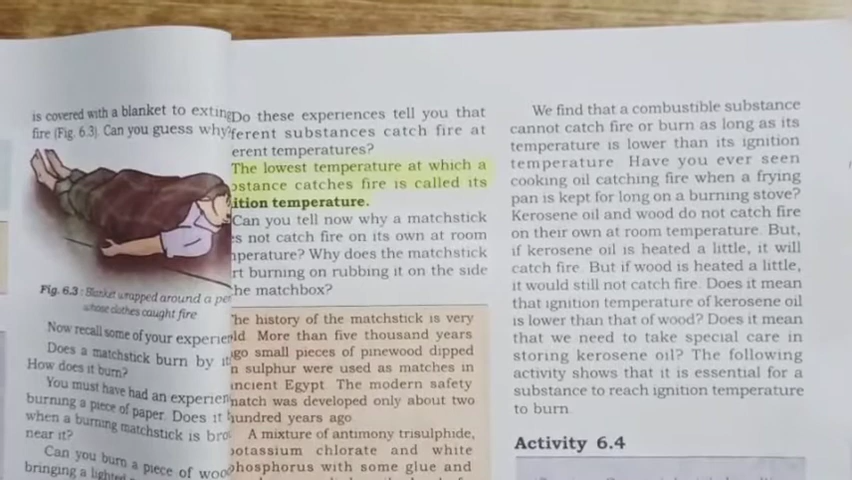 is covered with a blanket to exting
fire (Fig. 6.3). Can you guess why?
Fig. 6.3 : Blanket wrapped around a pe
whose clothes caught fire
Now recall some of your experie
Does a matchstick burn by it
How does it burn?
You must have had an experien
burning a piece of paper. Does it b
when a burning matchstick is bro
near it?
Can you burn a piece of woo
bringing a lighted
Do these experiences tell you that
ferent substances catch fire at
erent temperatures?
The lowest temperature at which a
bstance catches fire is called its
ition temperature.
Can you tell now why a matchstick
es not catch fire on its own at room
mperature? Why does the matchstick
rt burning on rubbing it on the side
the matchbox?
The history of the matchstick is very
old. More than five thousand years
ago small pieces of pinewood dipped
n sulphur were used as matches in
ancient Egypt. The modern safety
match was developed only about two
hundred years ago.
A mixture of antimony trisulphide,
potassium chlorate and white
phosphorus with some glue and
We find that a combustible substance
cannot catch fire or burn as long as its
temperature is lower than its ignition
temperature. Have you ever seen
cooking oil catching fire when a frying
pan is kept for long on a burning stove?
Kerosene oil and wood do not catch fire
on their own at room temperature. But,
if kerosene oil is heated a little, it will
catch fire. But if wood is heated a little,
it would still not catch fire. Does it mean
that ignition temperature of kerosene oil
is lower than that of wood? Does it mean
that we need to take special care in
storing kerosene oil? The following
activity shows that it is essential for a
substance to reach ignition temperature
to burn.
Activity 6.4